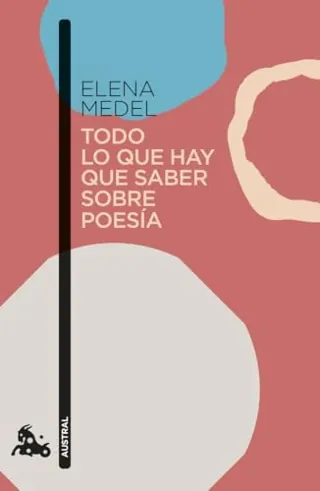 ELENA
MEDEL
TODO
LO QUE HAY
QUE SABER
SOBRE
POESÍA
AUSTRAL